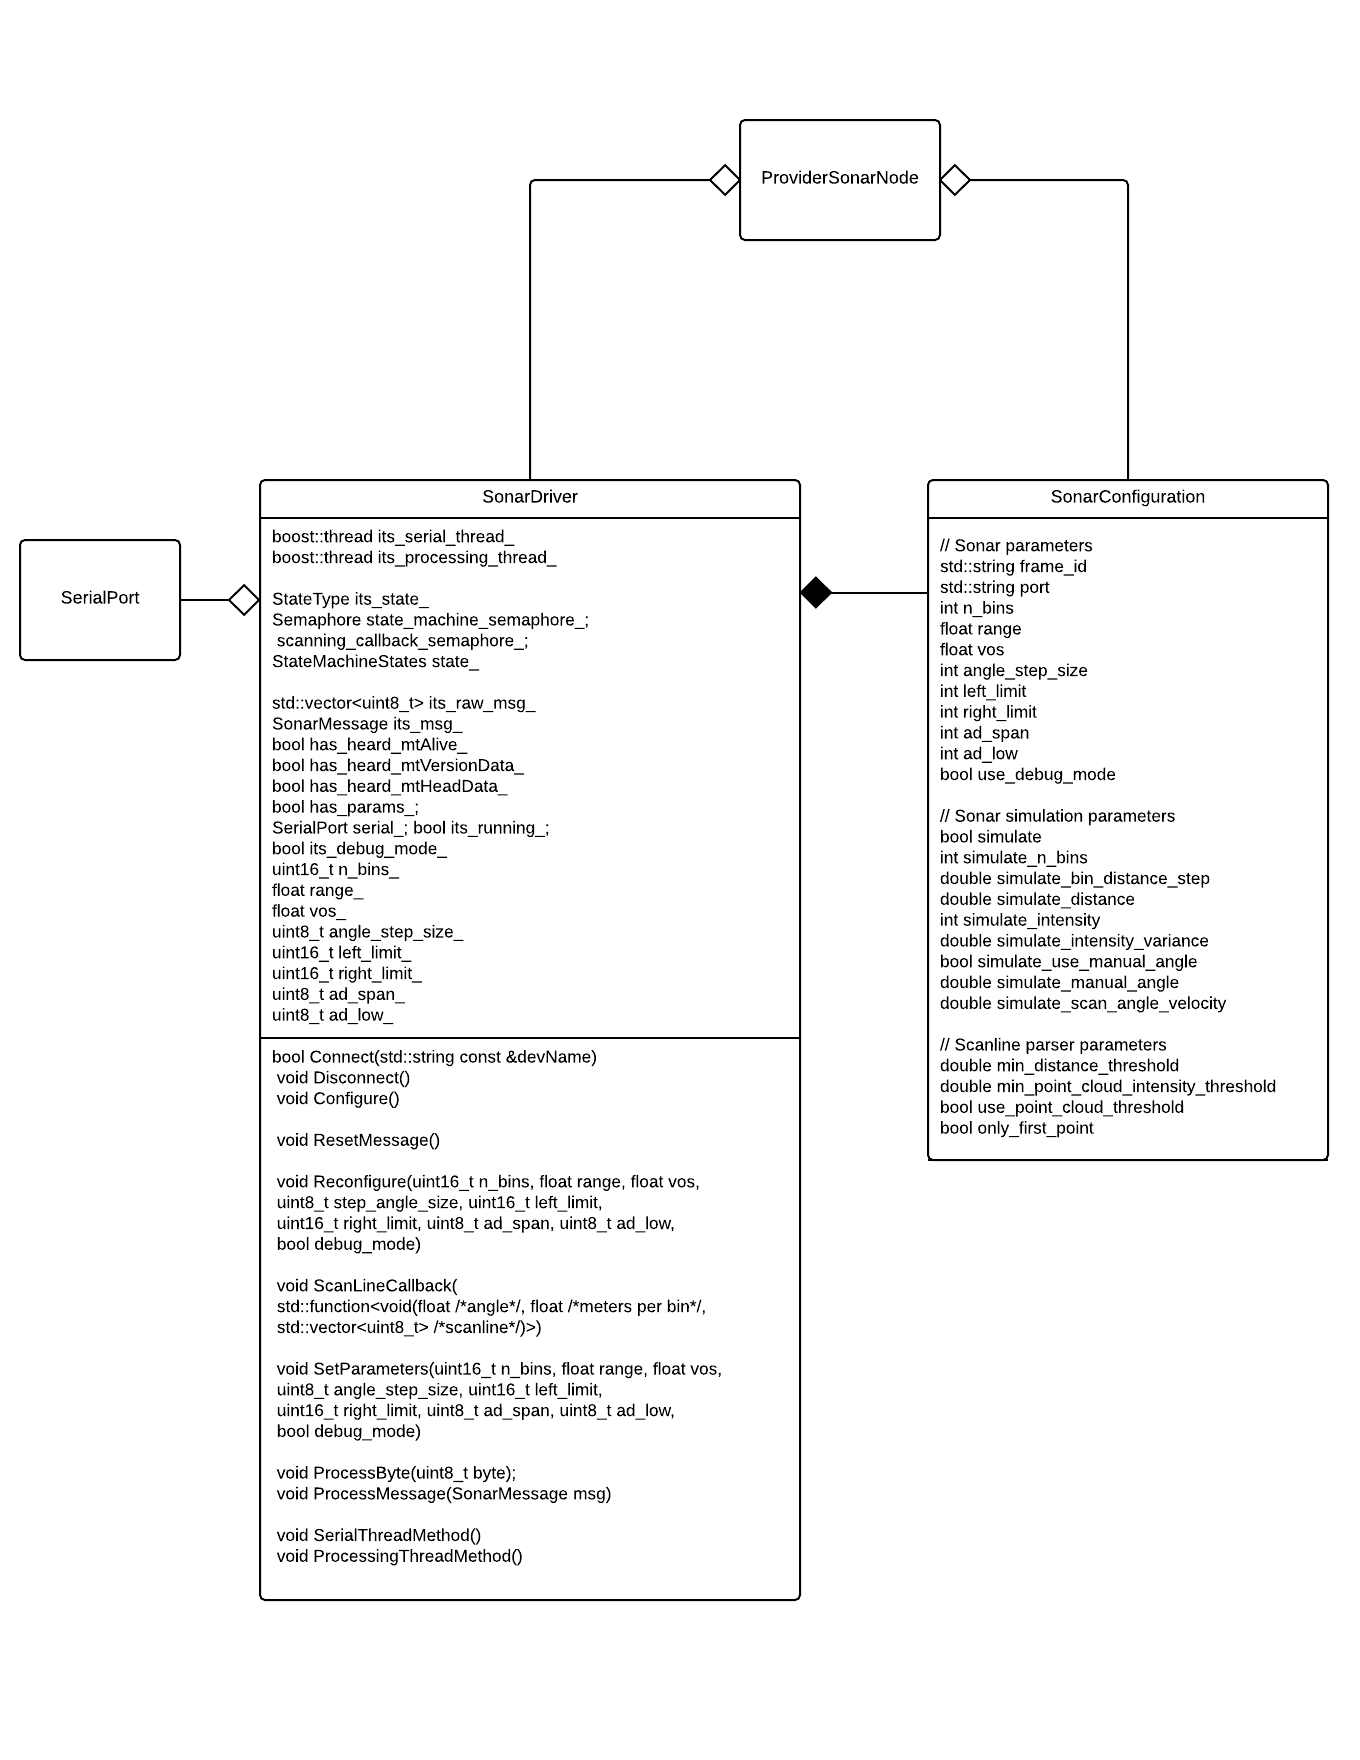 ProviderSonarNode
SerialPort
SonarDriver
boost::thread its_serial_thread_
boost::thread its_processing_thread_
StateType its_state_
Semaphore state_machine_semaphore_;
scanning_callback_semaphore_;
StateMachineStates state_
std::vector<uint8_t> its_raw_msg_
SonarMessage its_msg_
bool has_heard_mtAlive_
bool has_heard_mtVersionData_
bool has_heard_mtHeadData_
bool has_params_;
SerialPort serial_; bool its_running_;
bool its_debug_mode_
uint16_t n_bins_
float range_
float vos_
uint8_t angle_step_size_
uint16_t left_limit_
uint16_t right_limit_
uint8_t ad_span_
uint8_t ad_low_
bool Connect(std::string const &devName)
void Disconnect()
void Configure()
void ResetMessage()
void Reconfigure(uint16_t n_bins, float range, float vos,
uint8_t step_angle_size, uint16_t left_limit,
uint16_t right_limit, uint8_t ad_span, uint8_t ad_low,
bool debug_mode)
void ScanLineCallback(
std::function<void(float /*angle*/, float /*meters per bin*/,
std::vector<uint8_t> /*scanline*/)>)
void SetParameters(uint16_t n_bins, float range, float vos,
uint8_t angle_step_size, uint16_t left_limit,
uint16_t right_limit, uint8_t ad_span, uint8_t ad_low,
bool debug_mode)
void ProcessByte(uint8_t byte);
void ProcessMessage(SonarMessage msg)
void SerialThreadMethod()
void ProcessingThreadMethod()
SonarConfiguration
// Sonar parameters
std::string frame_id
std::string port
int n_bins
float range
float vos
int angle_step_size
int left_limit
int right_limit
int ad_span
int ad_low
bool use_debug_mode
// Sonar simulation parameters
bool simulate
int simulate_n_bins
double simulate_bin_distance_step
double simulate_distance
int simulate_intensity
double simulate_intensity_variance
bool simulate_use_manual_angle
double simulate_manual_angle
double simulate_scan_angle_velocity
// Scanline parser parameters
double min_distance_threshold
double min_point_cloud_intensity_threshold
bool use_point_cloud_threshold
bool only_first_point